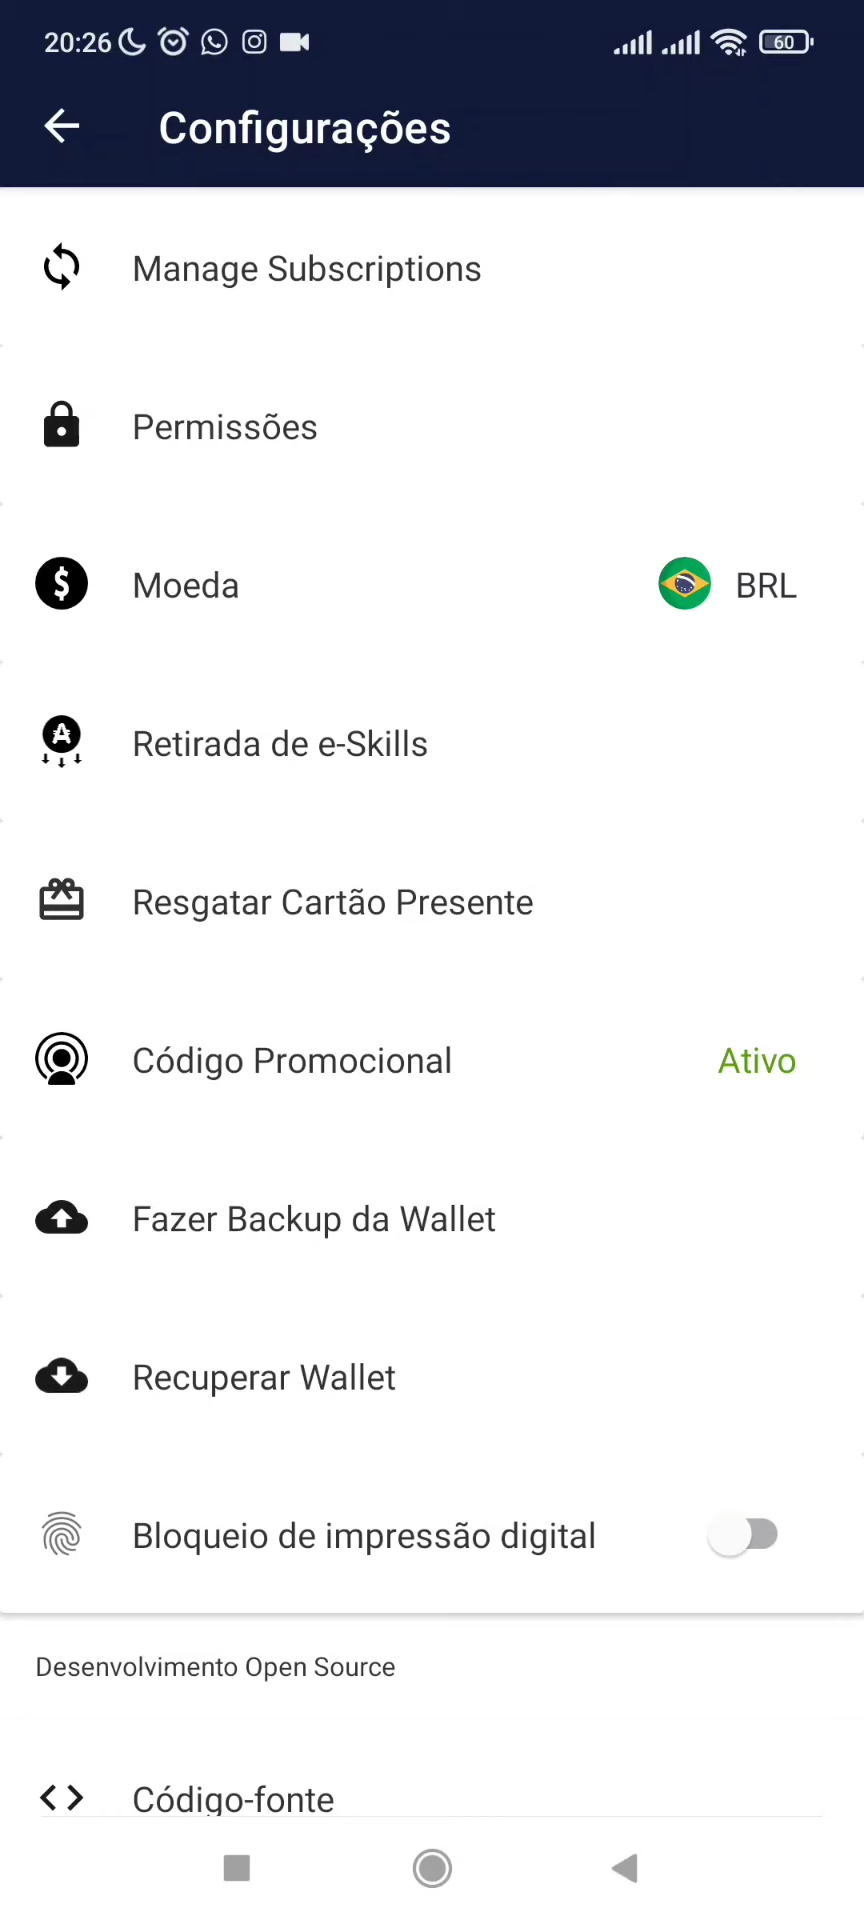 20:26
60
Configurações
Manage Subscriptions
Permissões
Moeda BRL
Retirada de e-Skills
Resgatar Cartão Presente
Código Promocional Ativo
Fazer Backup da Wallet
Recuperar Wallet
Bloqueio de impressão digital
Desenvolvimento Open Source
Código-fonte